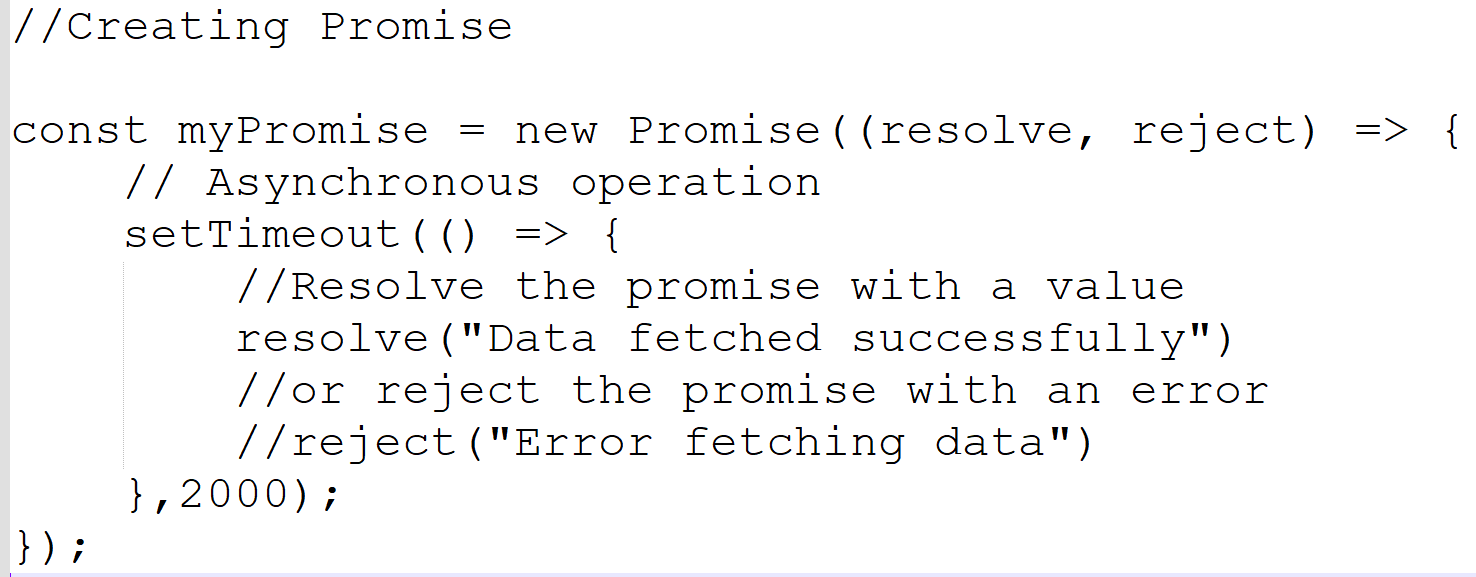 //Creating Promise
const myPromise = new Promise((resolve, reject) => {
// Asynchronous operation
setTimeout(() => {
//Resolve the promise with a value
resolve("Data fetched successfully")
//or reject the promise with an error
//reject("Error fetching data")
},2000);
});